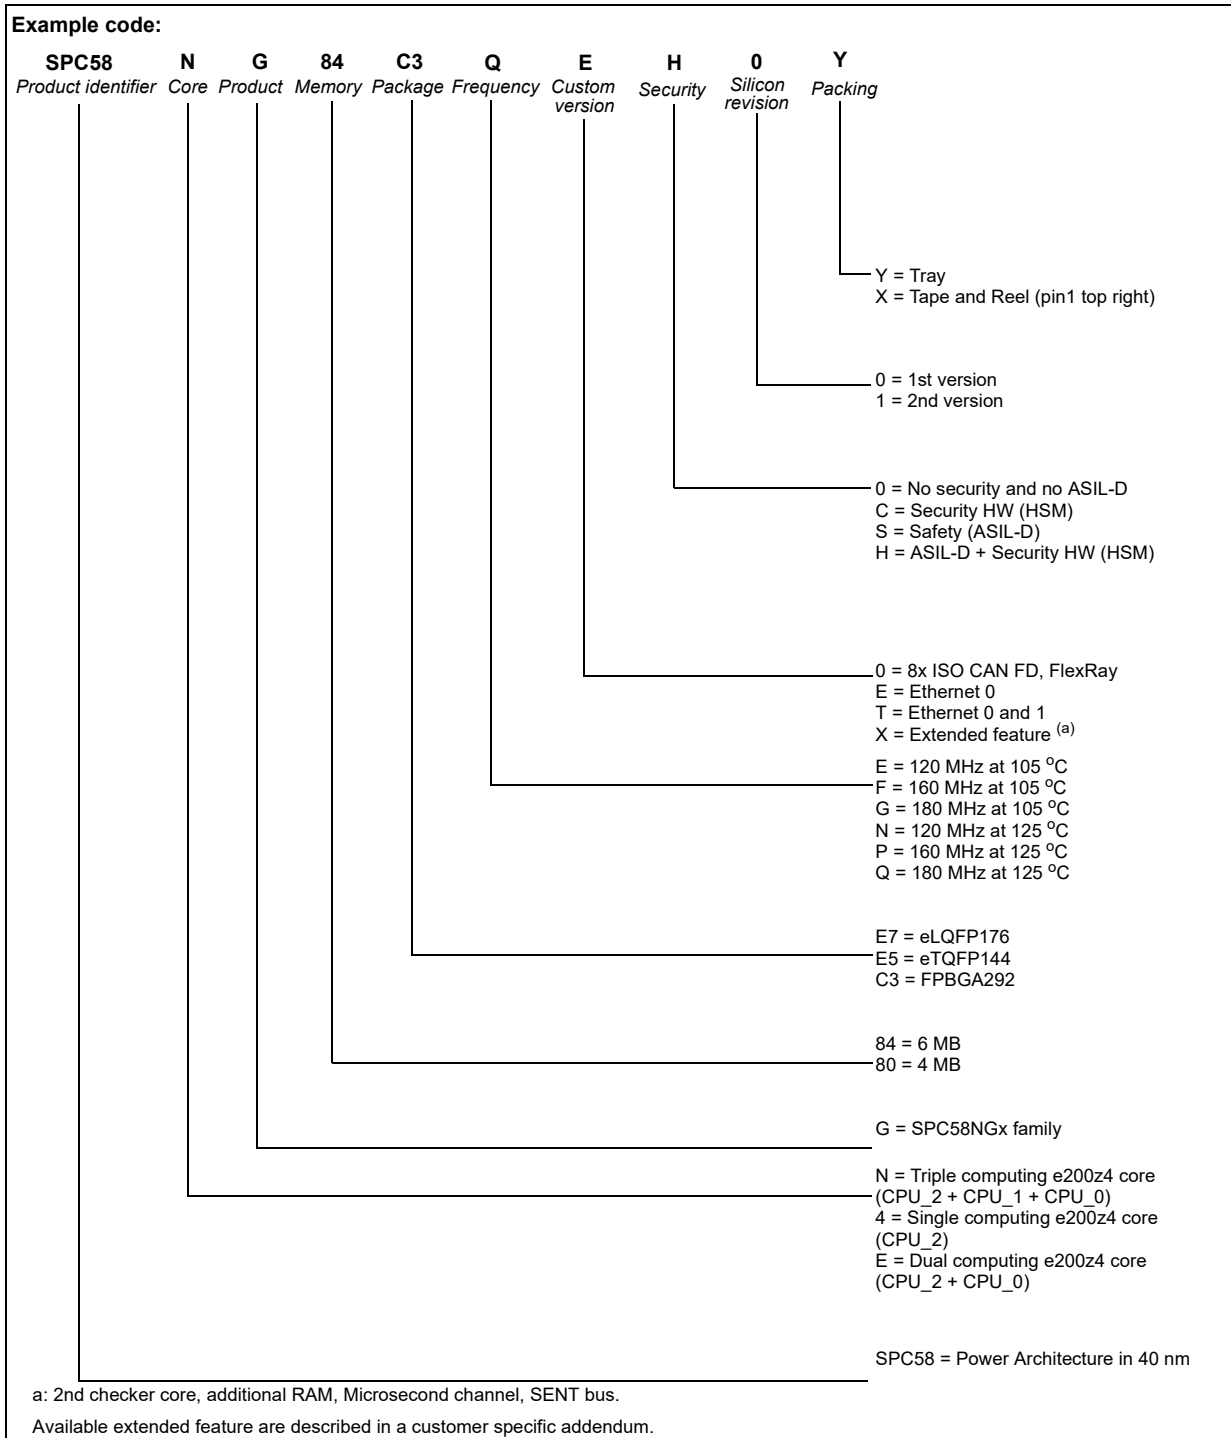 Example code:
SPC58 N G 84 C3 Q E H 0 Y
Product identifier Core Product Memory Package Frequency Custom version Security Silicon revision Packing
Y = Tray
X = Tape and Reel (pin1 top right)
0 = 1st version
1 = 2nd version
0 = No security and no ASIL-D
C = Security HW (HSM)
S = Safety (ASIL-D)
H = ASIL-D + Security HW (HSM)
0 = 8x ISO CAN FD, FlexRay
E = Ethernet 0
T = Ethernet 0 and 1
X = Extended feature (a)
E = 120 MHz at 105 ºC
F = 160 MHz at 105 ºC
G = 180 MHz at 105 ºC
N = 120 MHz at 125 ºC
P = 160 MHz at 125 ºC
Q = 180 MHz at 125 ºC
E7 = eLQFP176
E5 = eTQFP144
C3 = FPBGA292
84 = 6 MB
80 = 4 MB
G = SPC58NGx family
N = Triple computing e200z4 core
(CPU_2 + CPU_1 + CPU_0)
4 = Single computing e200z4 core
(CPU_2)
E = Dual computing e200z4 core
(CPU_2 + CPU_0)
SPC58 = Power Architecture in 40 nm
a: 2nd checker core, additional RAM, Microsecond channel, SENT bus.
Available extended feature are described in a customer specific addendum.